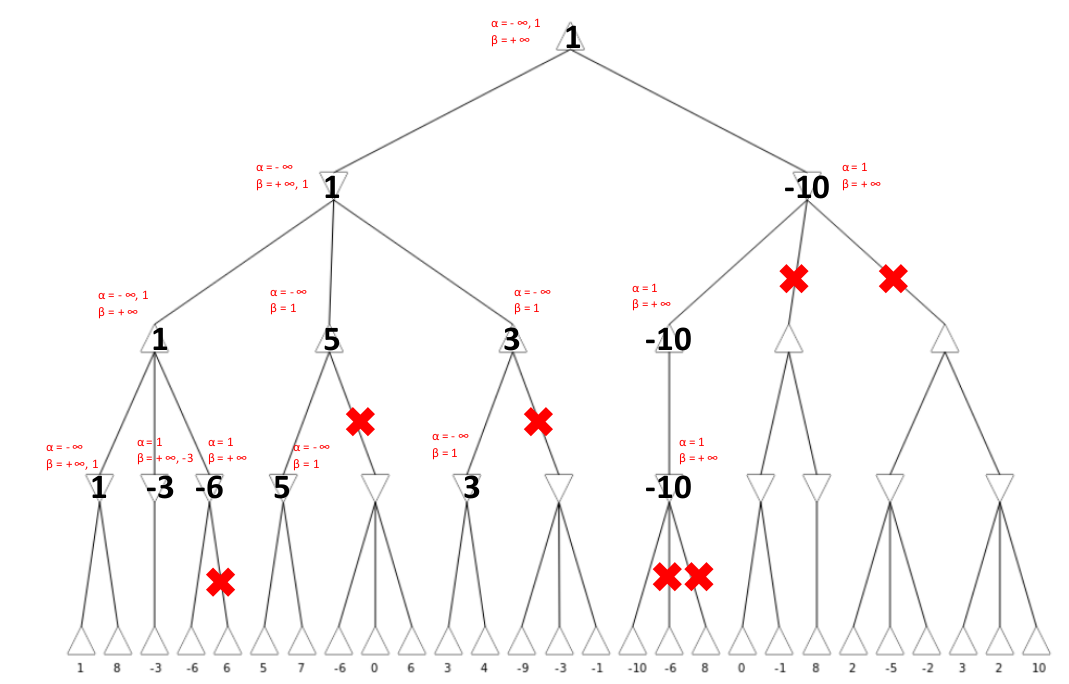 α = - ∞, 1
β = + ∞
1
α = - ∞
β = + ∞, 1
1
-10
α = 1
β = + ∞
α = - ∞, 1
β = + ∞
1
α = - ∞
β = 1
5
α = - ∞
β = 1
3
α = 1
β = + ∞
-10
α = - ∞
β = + ∞, 1
1
α = 1
β = + ∞, -3
-3
α = 1
β = + ∞
-6
α = - ∞
β = 1
5
α = - ∞
β = 1
3
α = 1
β = + ∞
-10
1 8 -3 -6 6 5 7 -6 0 6 3 4 -9 -3 -1 -10 -6 8 0 -1 8 2 -5 -2 3 2 10